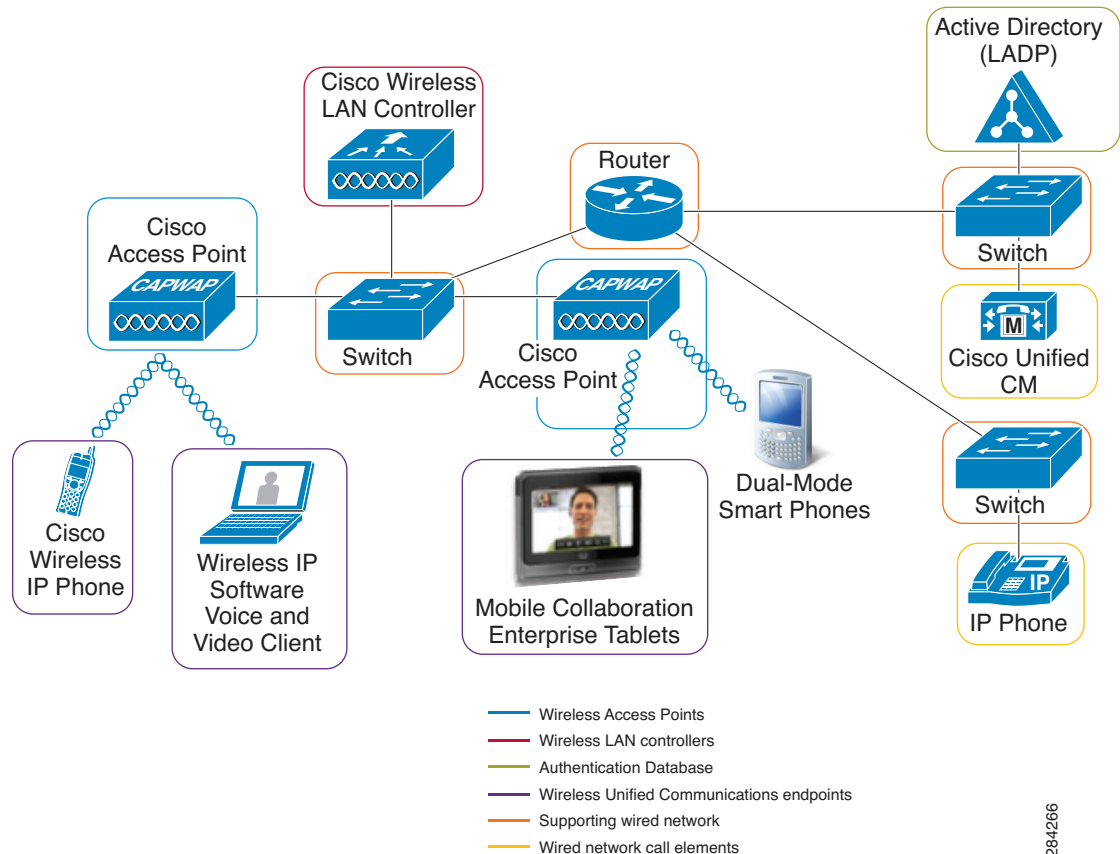 Active Directory
(LADP)
Cisco Wireless
LAN Controller
Router
Cisco
Access Point
CAPWAP
Switch
CAPWAP
Cisco
Access Point
Switch
M
Cisco Unified
CM
Cisco
Wireless
IP Phone
Wireless IP
Software
Voice and
Video Client
Mobile Collaboration
Enterprise Tablets
Dual-Mode
Smart Phones
Switch
IP
IP Phone
Wireless Access Points
Wireless LAN controllers
Authentication Database
Wireless Unified Communications endpoints
Supporting wired network
Wired network call elements
284266